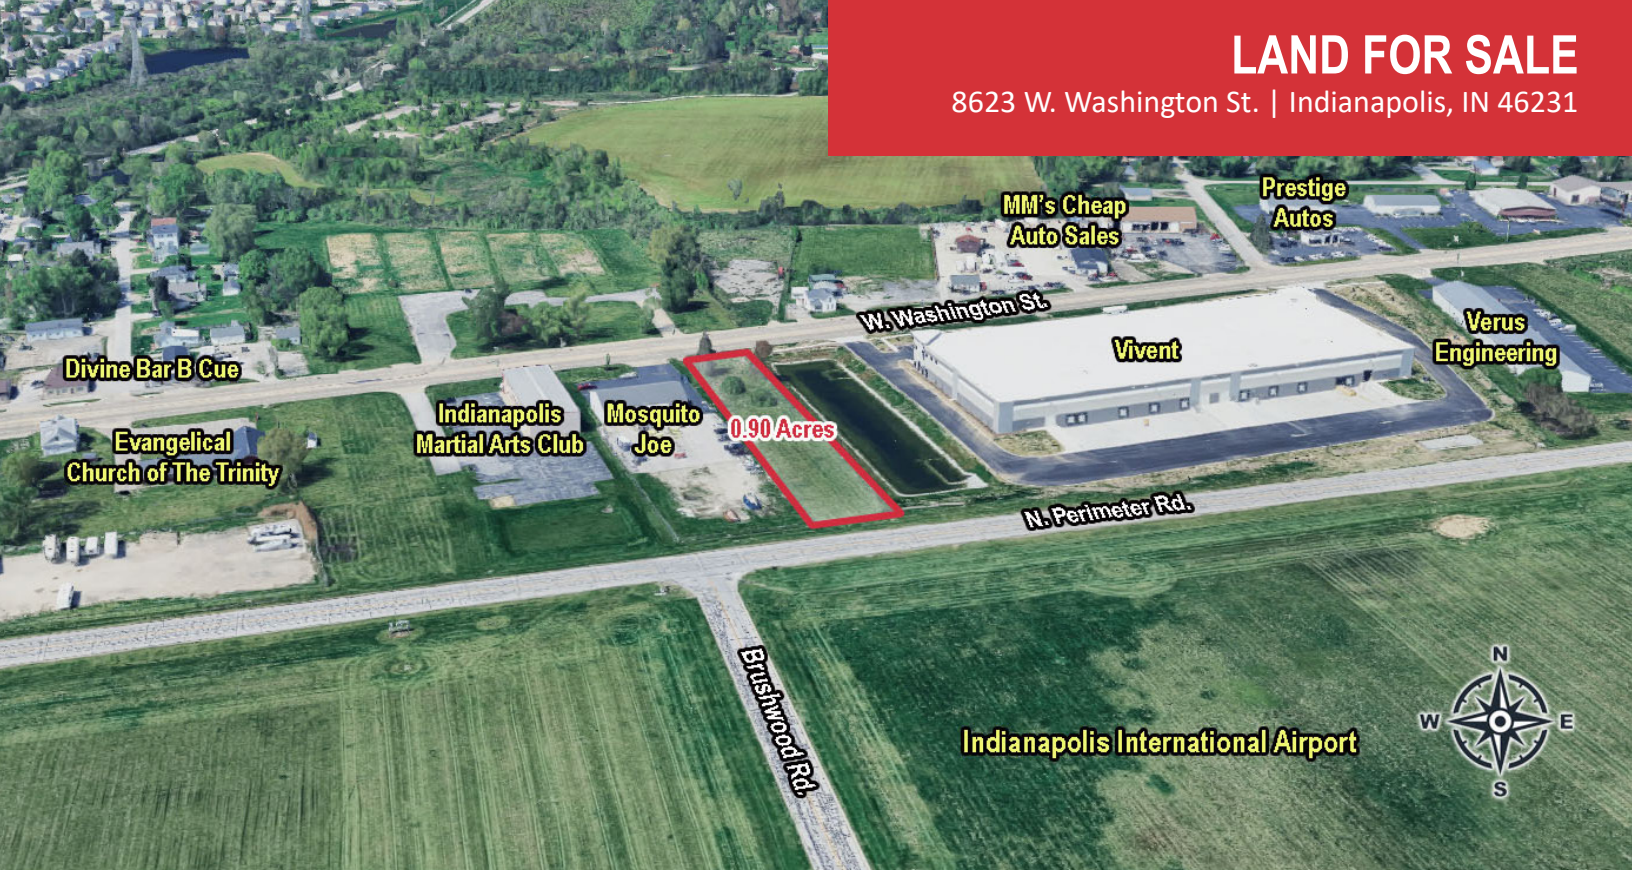 LAND FOR SALE
8623 W. Washington St. | Indianapolis, IN 46231
Prestige
Autos
MM's Cheap
Auto Sales
W. Washington St.
Verus
Engineering
Vivent
Divine Bar B Cue
Indianapolis
Martial Arts Club
Mosquito
Joe
0.90 Acres
Evangelical
Church of The Trinity
N. Perimeter Rd.
Brushwood Rd.
Indianapolis International Airport
N
W
E
S